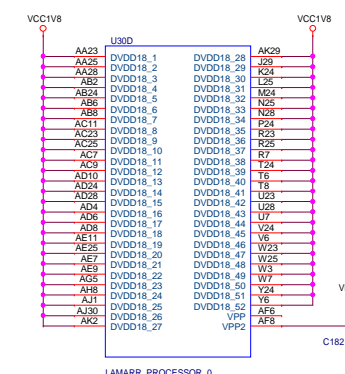 VCC1V8 VCC1V8
U30D
AA23 DVDD18_1 DVDD18_28 AK29
AA25 DVDD18_2 DVDD18_29 J29
AA28 DVDD18_3 DVDD18_30 K24
AB2 DVDD18_4 DVDD18_31 L25
AB24 DVDD18_5 DVDD18_32 M24
AB6 DVDD18_6 DVDD18_33 N25
AB8 DVDD18_7 DVDD18_34 N28
AC11 DVDD18_8 DVDD18_35 P24
AC23 DVDD18_9 DVDD18_36 R23
AC25 DVDD18_10 DVDD18_37 R25
AC7 DVDD18_11 DVDD18_38 R7
AC9 DVDD18_12 DVDD18_39 T24
AD10 DVDD18_13 DVDD18_40 T6
AD24 DVDD18_14 DVDD18_41 T8
AD28 DVDD18_15 DVDD18_42 U23
AD4 DVDD18_16 DVDD18_43 U28
AD6 DVDD18_17 DVDD18_44 U7
AD8 DVDD18_18 DVDD18_45 V24
AE11 DVDD18_19 DVDD18_46 V6
AE25 DVDD18_20 DVDD18_47 W23
AE7 DVDD18_21 DVDD18_48 W25
AE9 DVDD18_22 DVDD18_49 W3
AG5 DVDD18_23 DVDD18_50 W7
AH8 DVDD18_24 DVDD18_51 Y24
AJ1 DVDD18_25 DVDD18_52 Y6
AJ30 DVDD18_26 VPP AF6
AK2 DVDD18_27 VPP2 AF8
C182
LAMARR_PROCESSOR_0